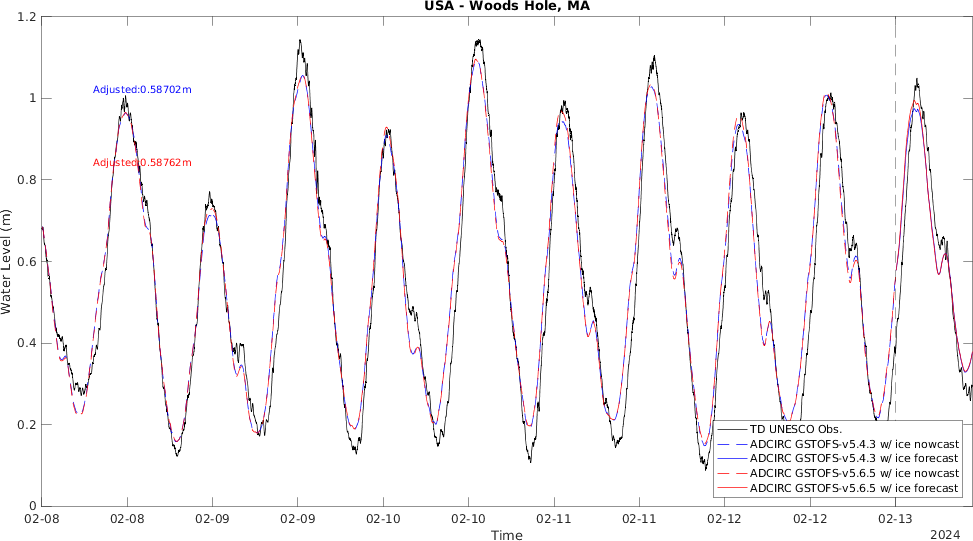 USA - Woods Hole, MA
1.2
1
0.8
0.6
0.4
0.2
0
Water Level (m)
Adjusted:0.58702m
Adjusted:0.58762m
TD UNESCO Obs.
ADCIRC GSTOFS-v5.4.3 w/ ice nowcast
ADCIRC GSTOFS-v5.4.3 w/ ice forecast
ADCIRC GSTOFS-v5.6.5 w/ ice nowcast
ADCIRC GSTOFS-v5.6.5 w/ ice forecast
02-08 02-08 02-09 02-09 02-10 02-10 02-11 02-11 02-12 02-12 02-13
Time
2024